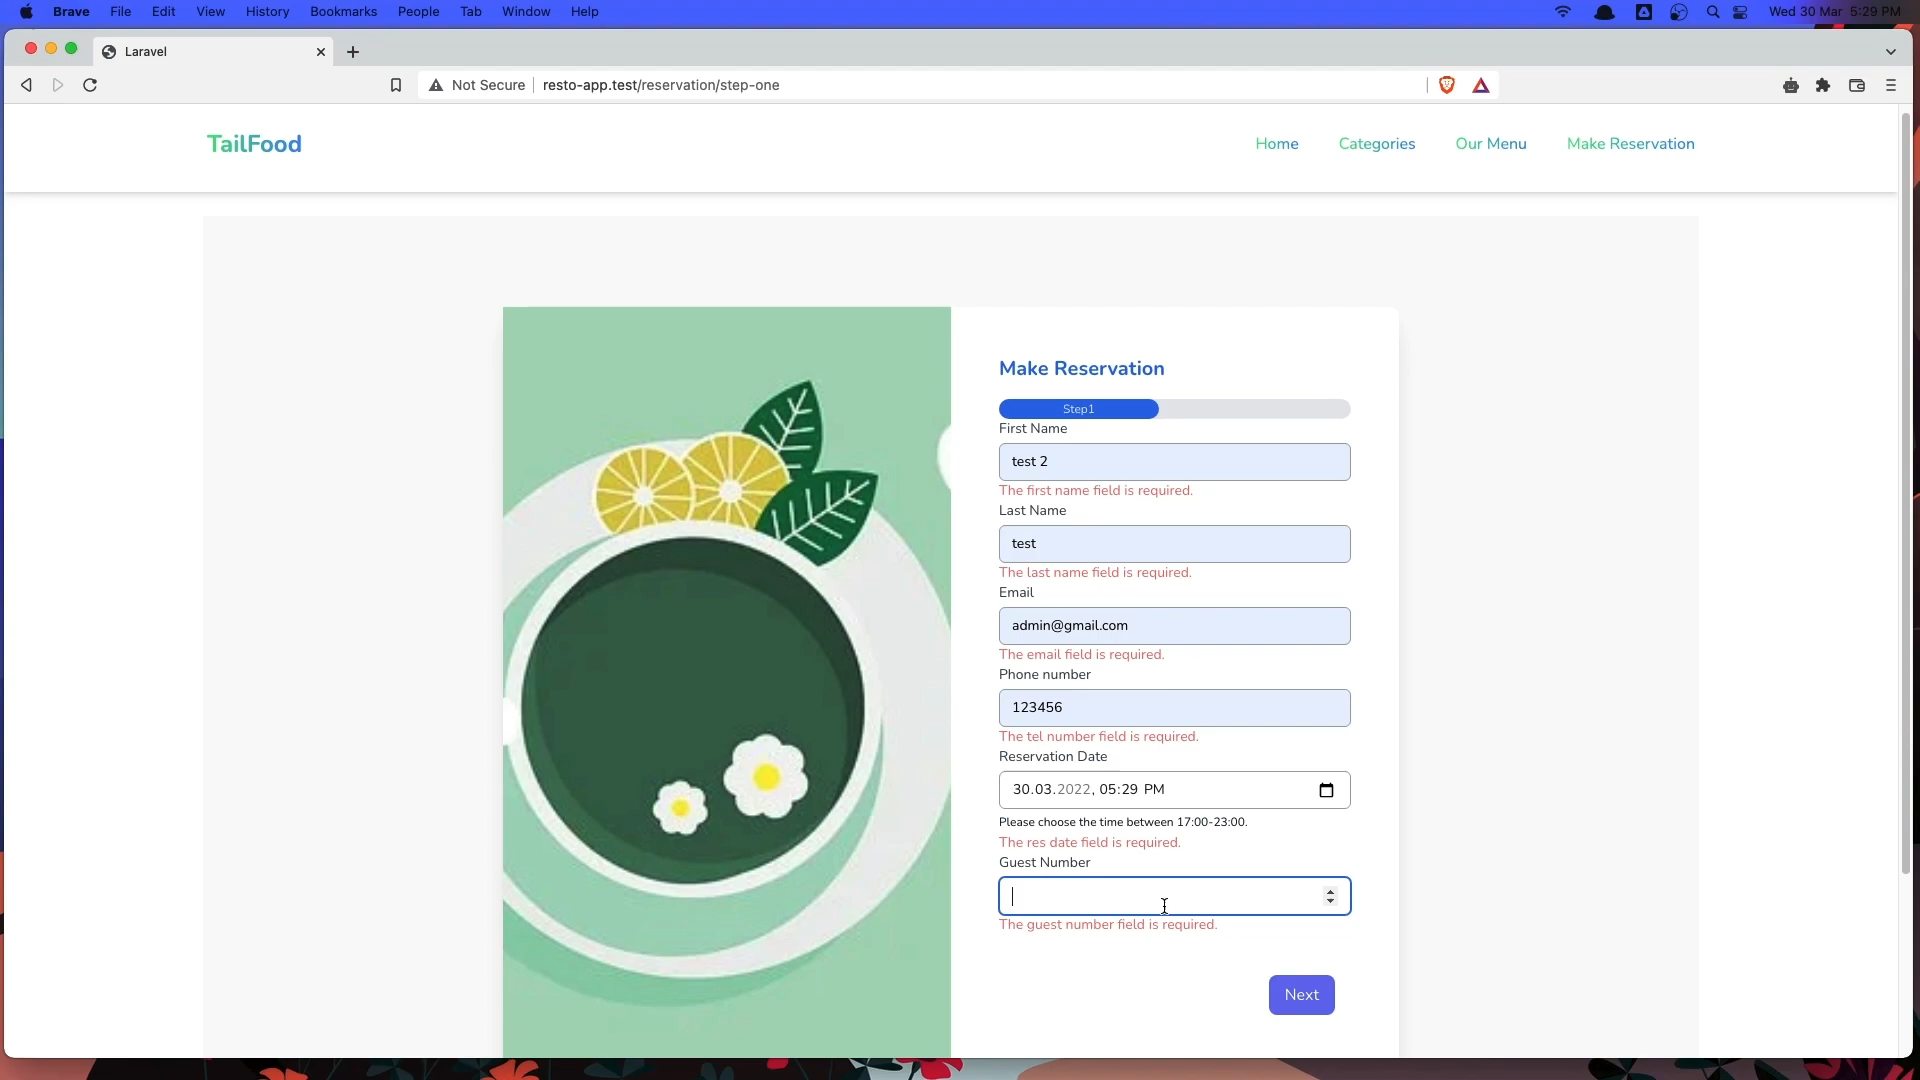 Brave File Edit View History Bookmarks People Tab Window Help Wed 30 Mar 5:29 PM
Laravel
Not Secure resto-app.test/reservation/step-one
TailFood Home Categories Our Menu Make Reservation
Make Reservation
Step1
First Name
test 2
The first name field is required.
Last Name
test
The last name field is required.
Email
admin@gmail.com
The email field is required.
Phone number
123456
The tel number field is required.
Reservation Date
30.03.2022, 05:29 PM
Please choose the time between 17:00-23:00.
The res date field is required.
Guest Number
The guest number field is required.
Next